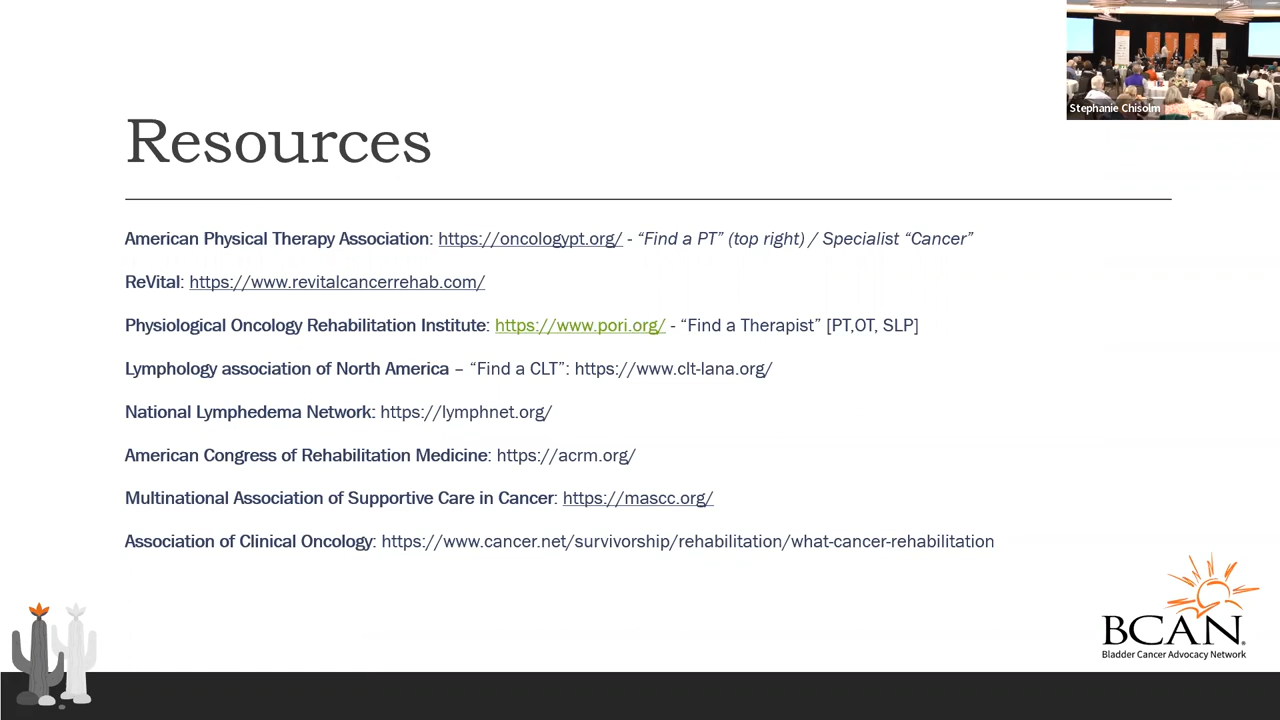 Stephanie Chisolm
Resources
American Physical Therapy Association: https://oncologypt.org/ - “Find a PT” (top right) / Specialist “Cancer”
ReVital: https://www.revitalcancerrehab.com/
Physiological Oncology Rehabilitation Institute: https://www.pori.org/ - “Find a Therapist” [PT,OT, SLP]
Lymphology association of North America – “Find a CLT”: https://www.clt-lana.org/
National Lymphedema Network: https://lymphnet.org/
American Congress of Rehabilitation Medicine: https://acrm.org/
Multinational Association of Supportive Care in Cancer: https://mascc.org/
Association of Clinical Oncology: https://www.cancer.net/survivorship/rehabilitation/what-cancer-rehabilitation
BCAN.
Bladder Cancer Advocacy Network